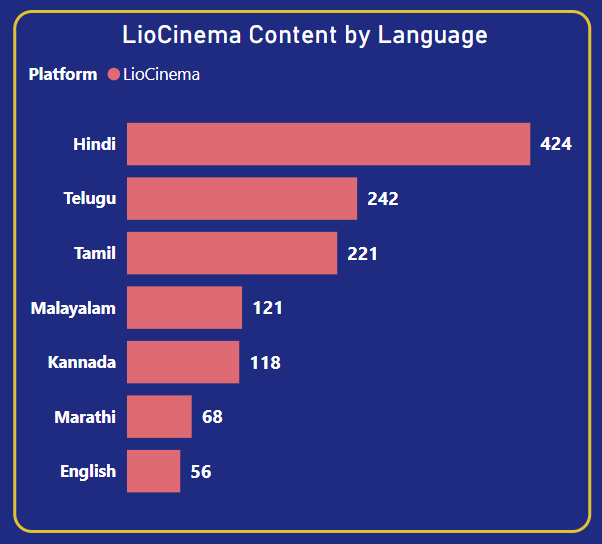 LioCinema Content by Language
Platform LioCinema
Hindi 424
Telugu 242
Tamil 221
Malayalam 121
Kannada 118
Marathi 68
English 56